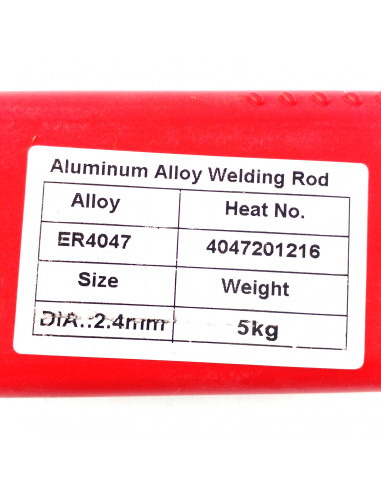 Aluminum Alloy Welding Rod
Alloy Heat No.
ER4047 4047201216
Size Weight
DIA..2.4mm 5kg